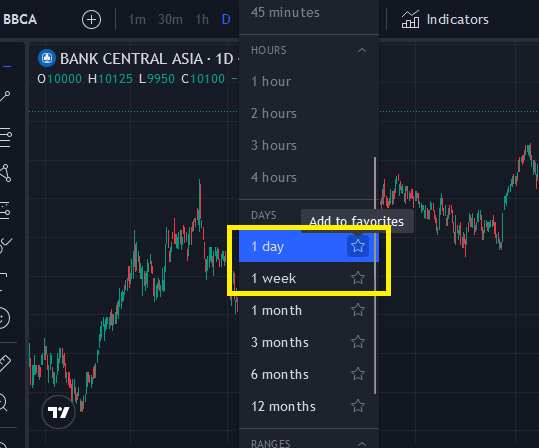 BBCA
1m 30m 1h D
45 minutes
Indicators
HOURS
BANK CENTRAL ASIA · 1D ·
O10000 H10125 L9950 C10100 −
1 hour
2 hours
3 hours
4 hours
DAYS
Add to favorites
1 day
1 week
1 month
3 months
6 months
12 months
RANGES